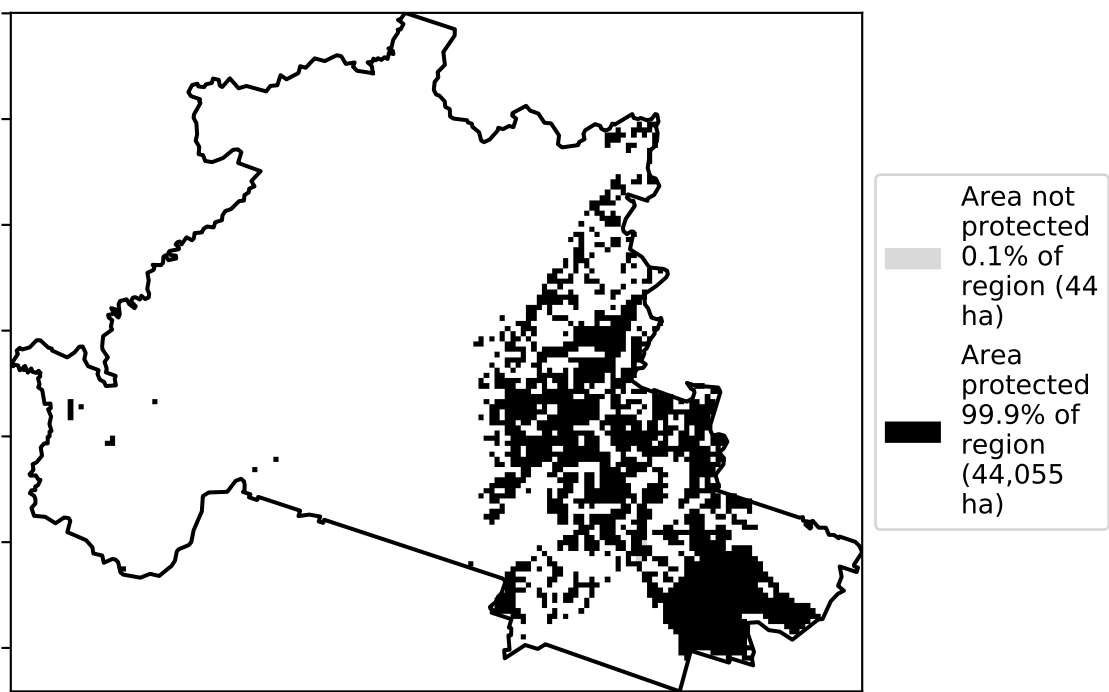 Area not
protected
0.1% of
region (44
ha)
Area
protected
99.9% of
region
(44,055
ha)